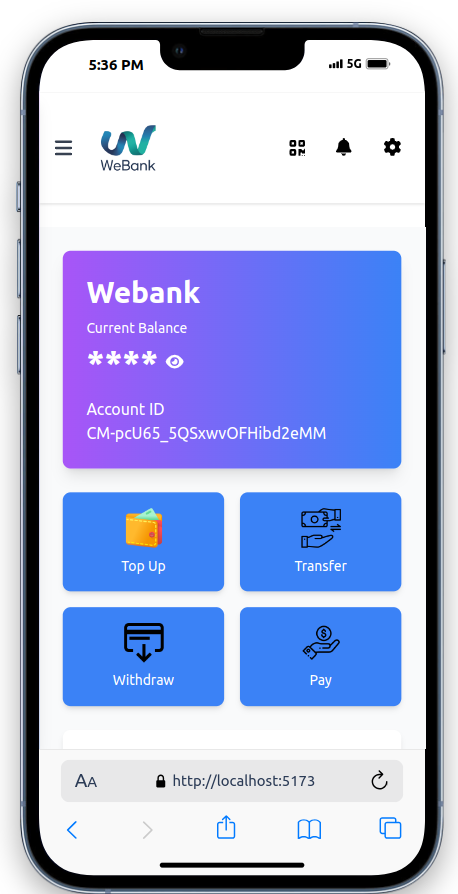 5:36 PM
5G
WeBank
Webank
Current Balance
****
Account ID
CM-pcU65_5QSxwvOFHibd2eMM
Top Up
Transfer
Withdraw
Pay
AA
http://localhost:5173